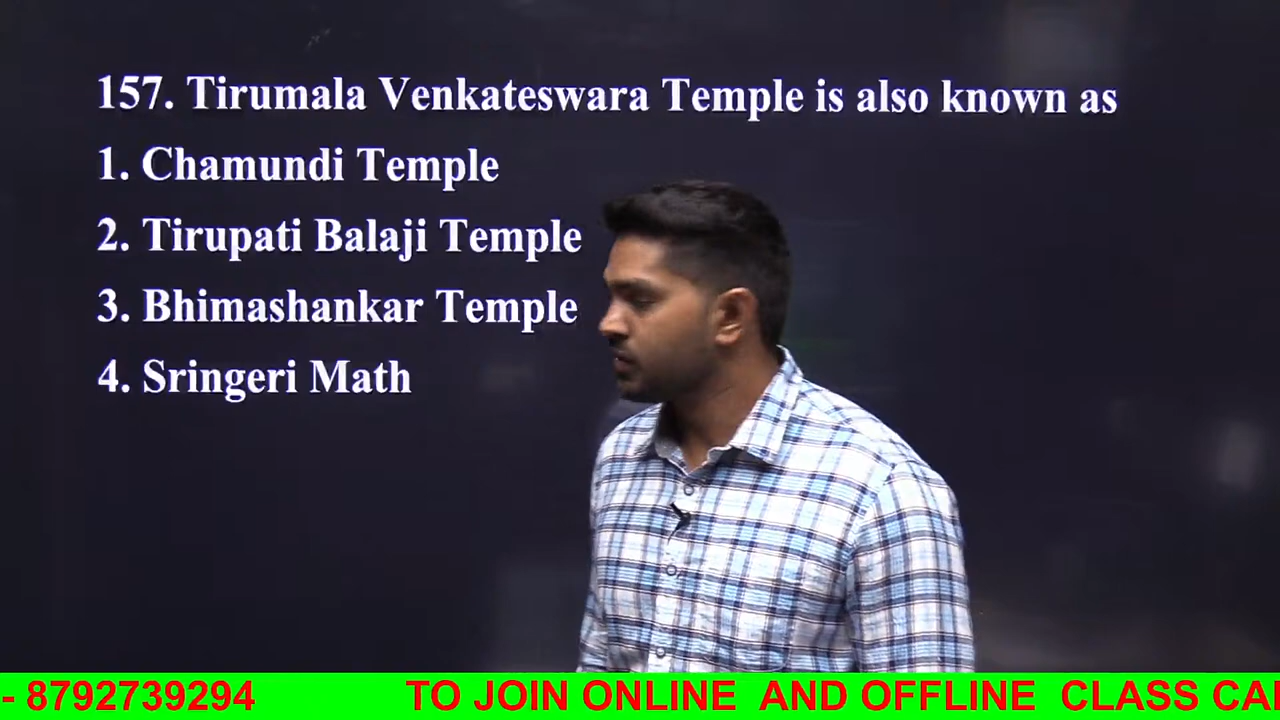 157. Tirumala Venkateswara Temple is also known as
1. Chamundi Temple
2. Tirupati Balaji Temple
3. Bhimashankar Temple
4. Sringeri Math
- 8792739294 TO JOIN ONLINE AND OFFLINE CLASS